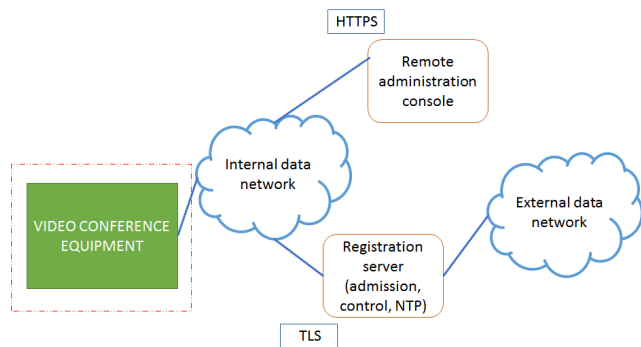 HTTPS
Remote
administration
console
Internal data
network
External data
network
VIDEO CONFERENCE
EQUIPMENT
Registration
server
(admission,
control, NTP)
TLS